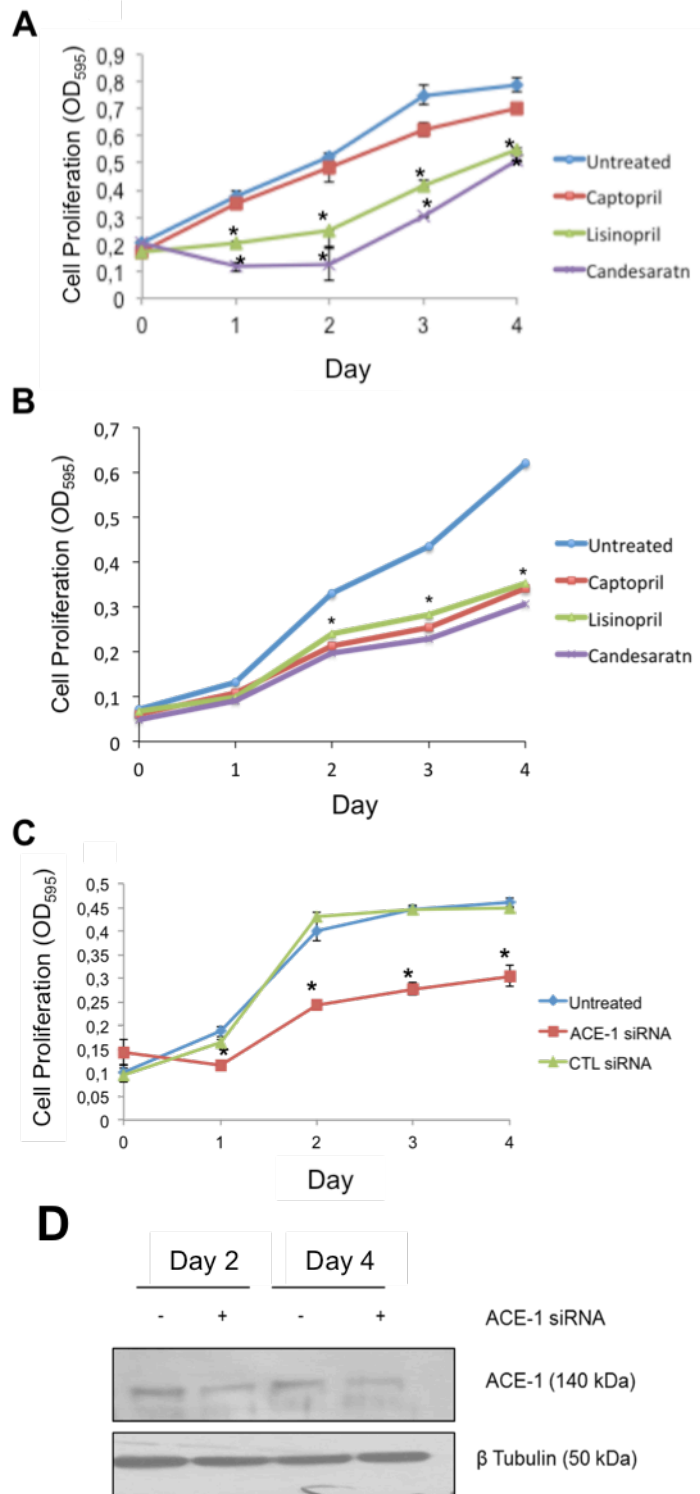 A
Cell Proliferation (OD595)
0,9
0,8
0,7
0,6
0,5
0,4
0,3
0,2
0,1
0
0 1 2 3 4
Day
* * * *
* * * *
Untreated
Captopril
Lisinopril
Candesaratn
B
Cell Proliferation (OD595)
0,7
0,6
0,5
0,4
0,3
0,2
0,1
0
0 1 2 3 4
Day
* * *
Untreated
Captopril
Lisinopril
Candesaratn
C
Cell Proliferation (OD595)
0,5
0,45
0,4
0,35
0,3
0,25
0,2
0,15
0,1
0,05
0
0 1 2 3 4
Day
* * * *
Untreated
ACE-1 siRNA
CTL siRNA
D
Day 2 Day 4
- + - + ACE-1 siRNA
ACE-1 (140 kDa)
β Tubulin (50 kDa)